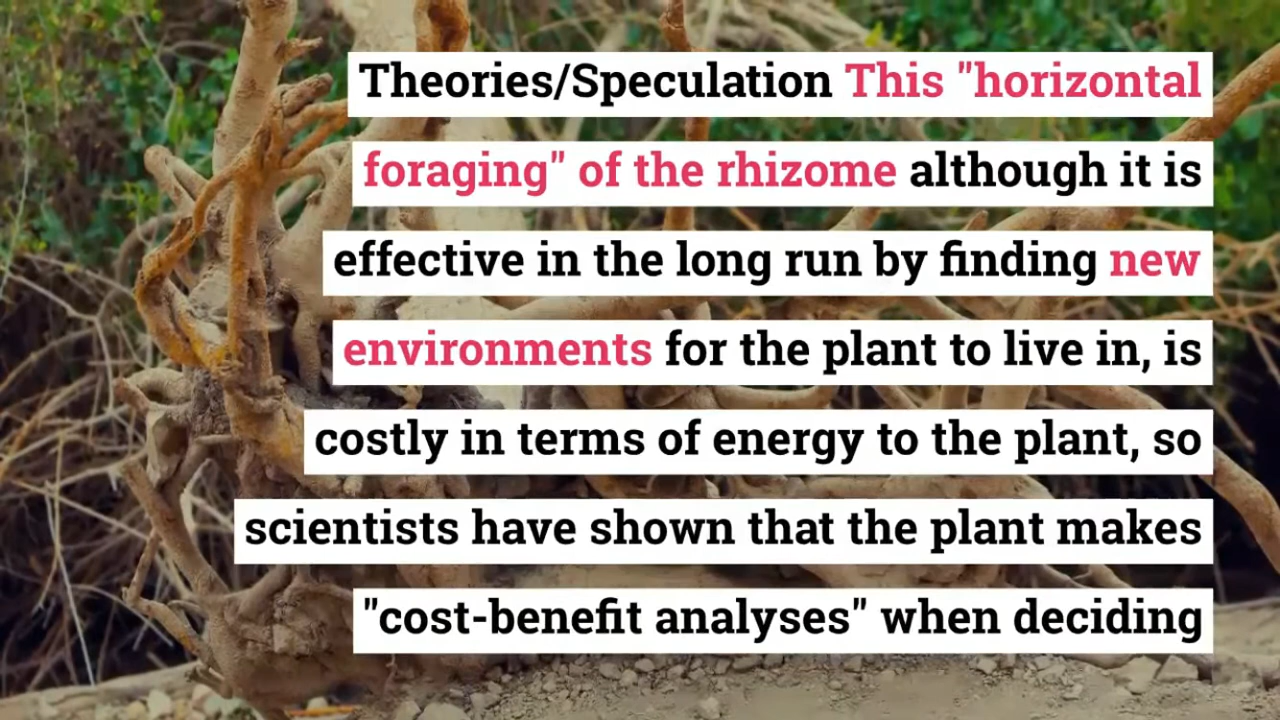 Theories/Speculation This "horizontal
foraging" of the rhizome although it is
effective in the long run by finding new
environments for the plant to live in, is
costly in terms of energy to the plant, so
scientists have shown that the plant makes
"cost-benefit analyses" when deciding